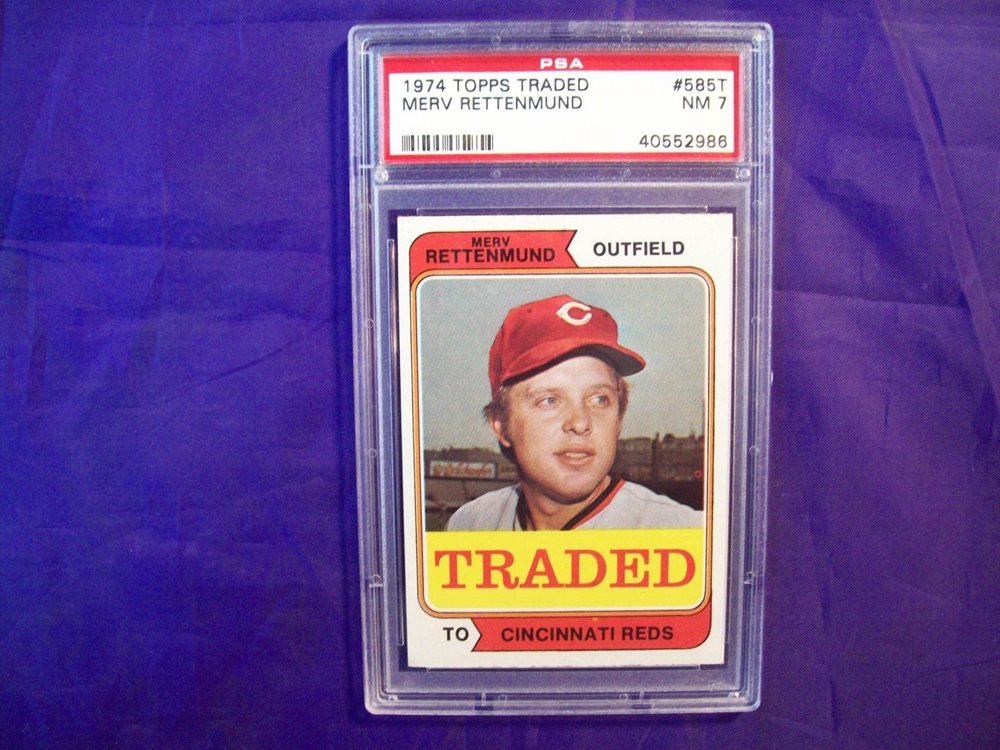 PSA
1974 TOPPS TRADED #585T
MERV RETTENMUND NM 7
40552986
MERV
RETTENMUND
OUTFIELD
C
TRADED
TO CINCINNATI REDS